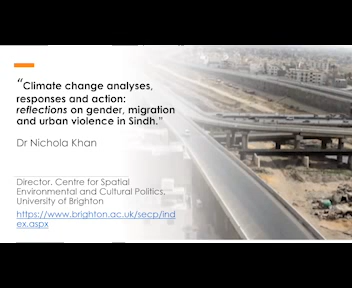 “Climate change analyses,
responses and action:
reflections on gender, migration
and urban violence in Sindh.”
Dr Nichola Khan
Director, Centre for Spatial
Environmental and Cultural Politics,
University of Brighton
https://www.brighton.ac.uk/secp/ind
ex.aspx